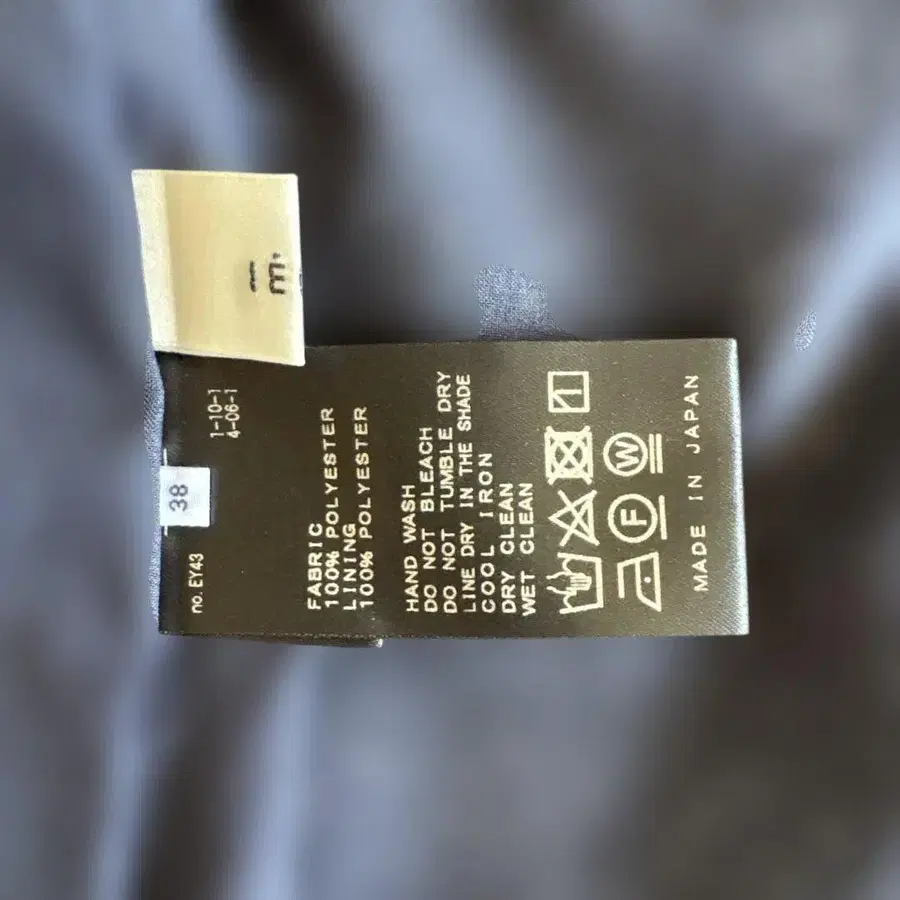 38
no. EY43
1-10-1
4-06-1
FABRIC
100% POLYESTER
LINING
100% POLYESTER
HAND WASH
DO NOT BLEACH
DO NOT TUMBLE DRY
LINE DRY IN THE SHADE
COOL IRON
DRY CLEAN
WET CLEAN
F W
MADE IN JAPAN